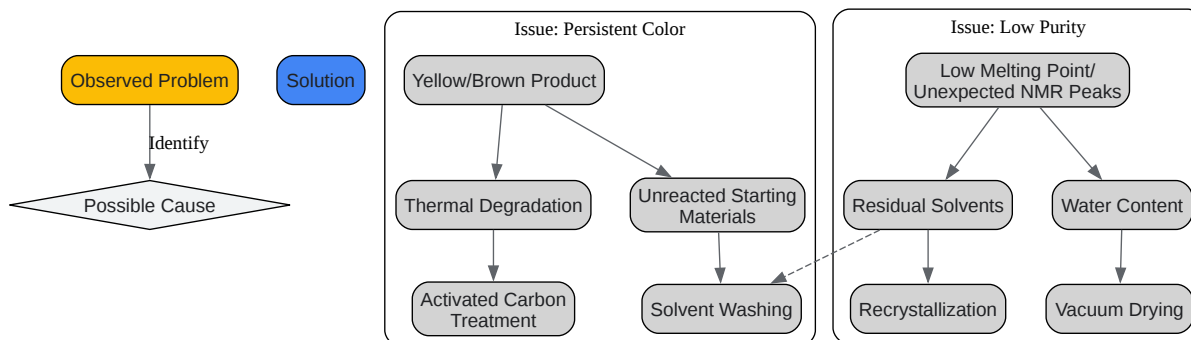 Issue: Persistent Color
Issue: Low Purity
Observed Problem
Solution
Yellow/Brown Product
Low Melting Point/
Unexpected NMR Peaks
Identify
Possible Cause
Thermal Degradation
Unreacted Starting
Materials
Residual Solvents
Water Content
Activated Carbon
Treatment
Solvent Washing
Recrystallization
Vacuum Drying